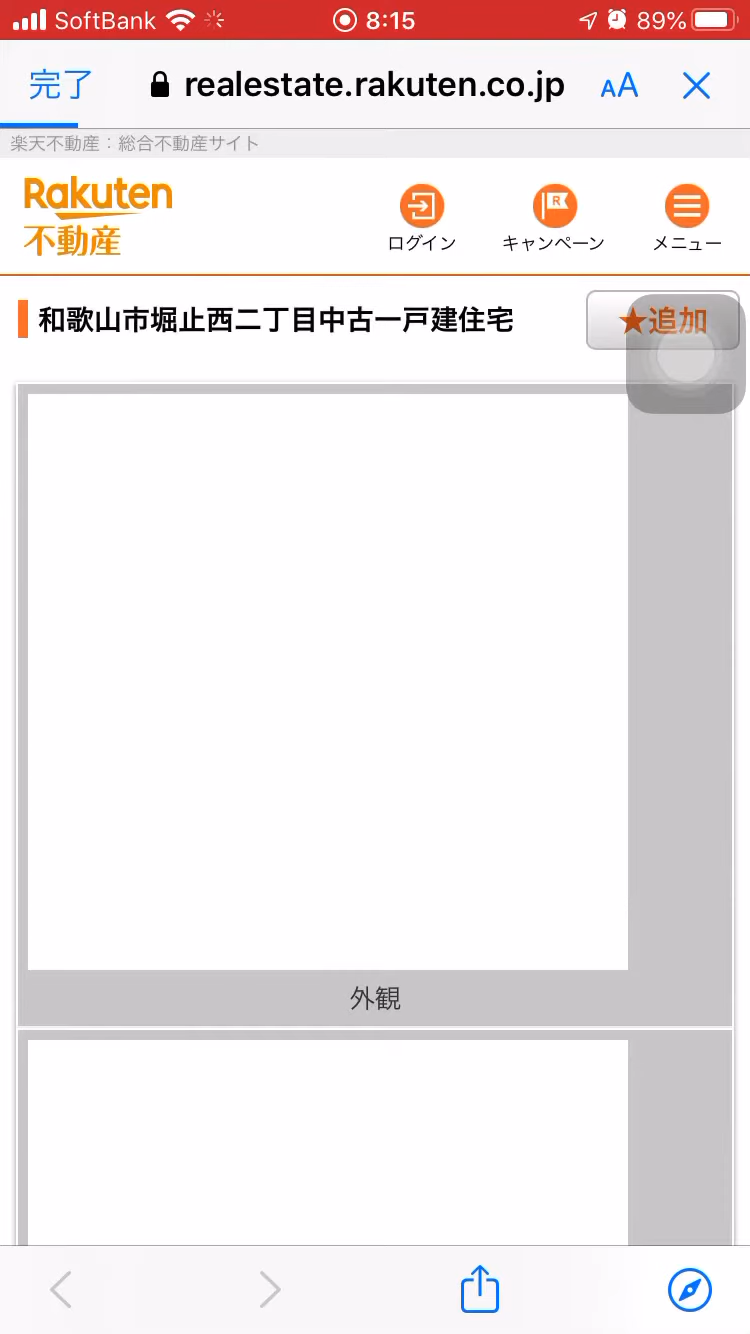 SoftBank 8:15 89%
完了 realestate.rakuten.co.jp AA
楽天不動産：総合不動産サイト
Rakuten
不動産
ログイン キャンペーン メニュー
和歌山市堀止西二丁目中古一戸建住宅 ★追加
外観